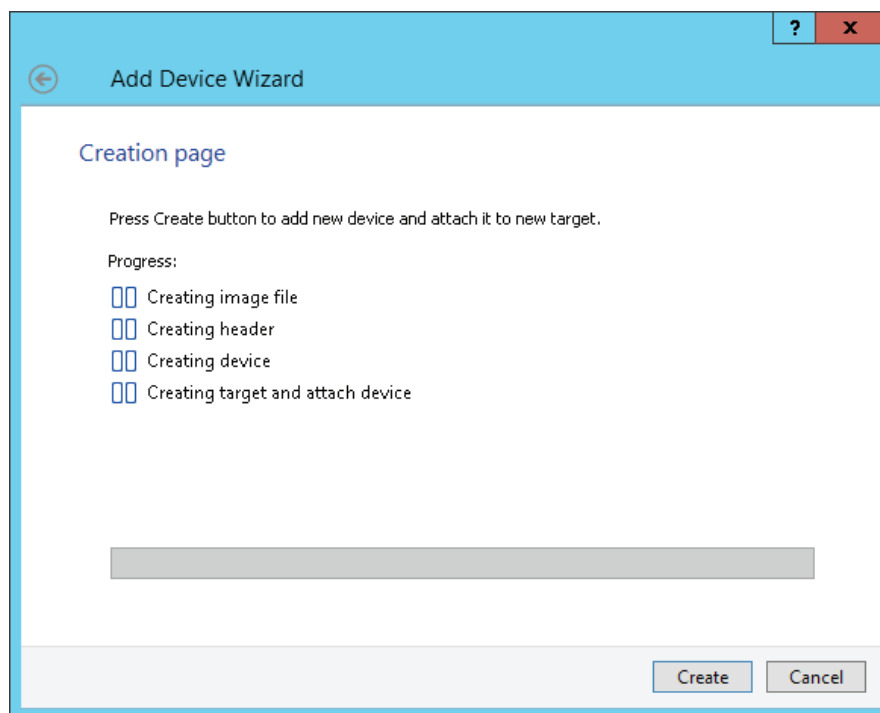 ? x
Add Device Wizard
Creation page
Press Create button to add new device and attach it to new target.
Progress:
Creating image file
Creating header
Creating device
Creating target and attach device
Create Cancel